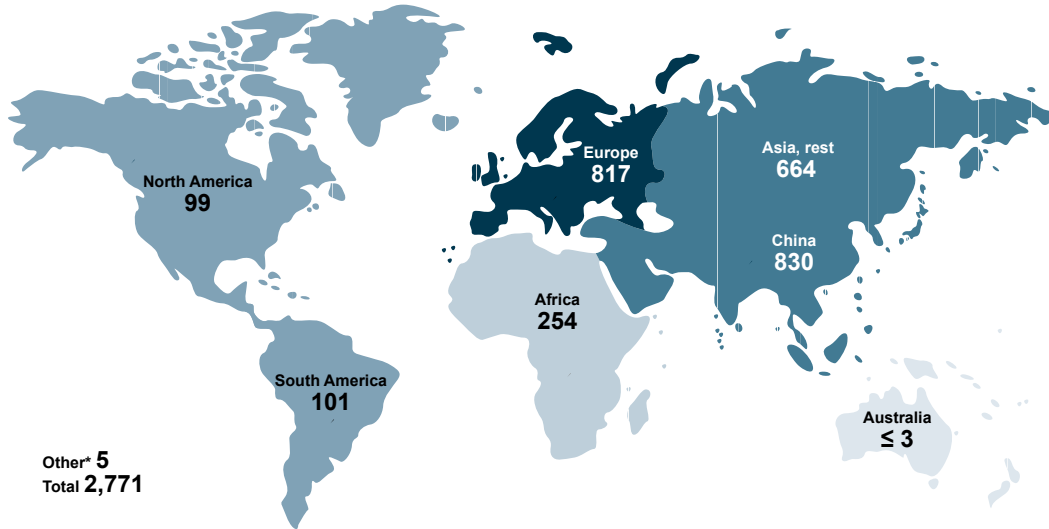 Europe
817
Asia, rest
664
North America
99
China
830
Africa
254
South America
101
Australia
≤ 3
Other* 5
Total 2,771